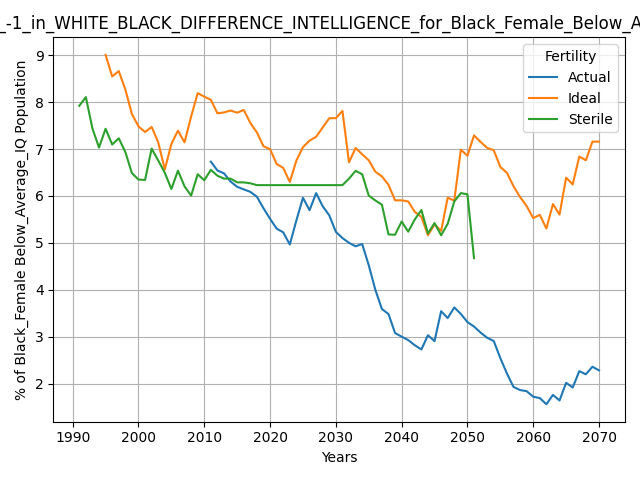 _-1_in_WHITE_BLACK_DIFFERENCE_INTELLIGENCE_for_Black_Female_Below_A
% of Black_Female Below_Average_IQ Population
9
8
7
6
5
4
3
2
Fertility
Actual
Ideal
Sterile
1990 2000 2010 2020 2030 2040 2050 2060 2070
Years